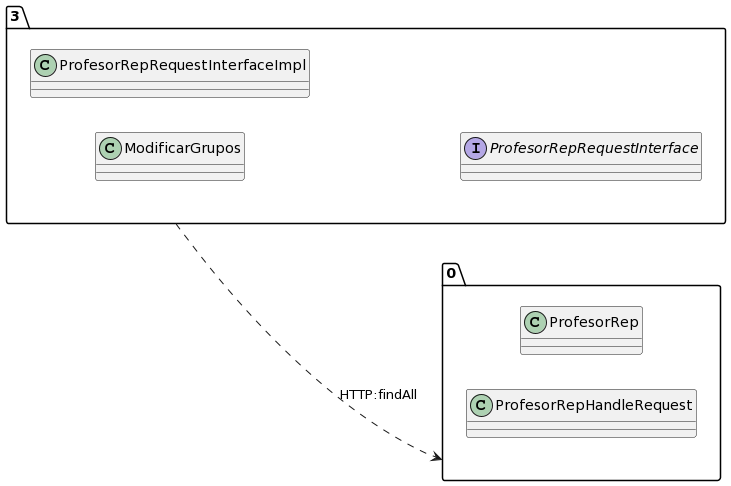 3
C ProfesorRepRequestInterfaceImpl
C ModificarGrupos
I ProfesorRepRequestInterface
HTTP:findAll
0
C ProfesorRep
C ProfesorRepHandleRequest